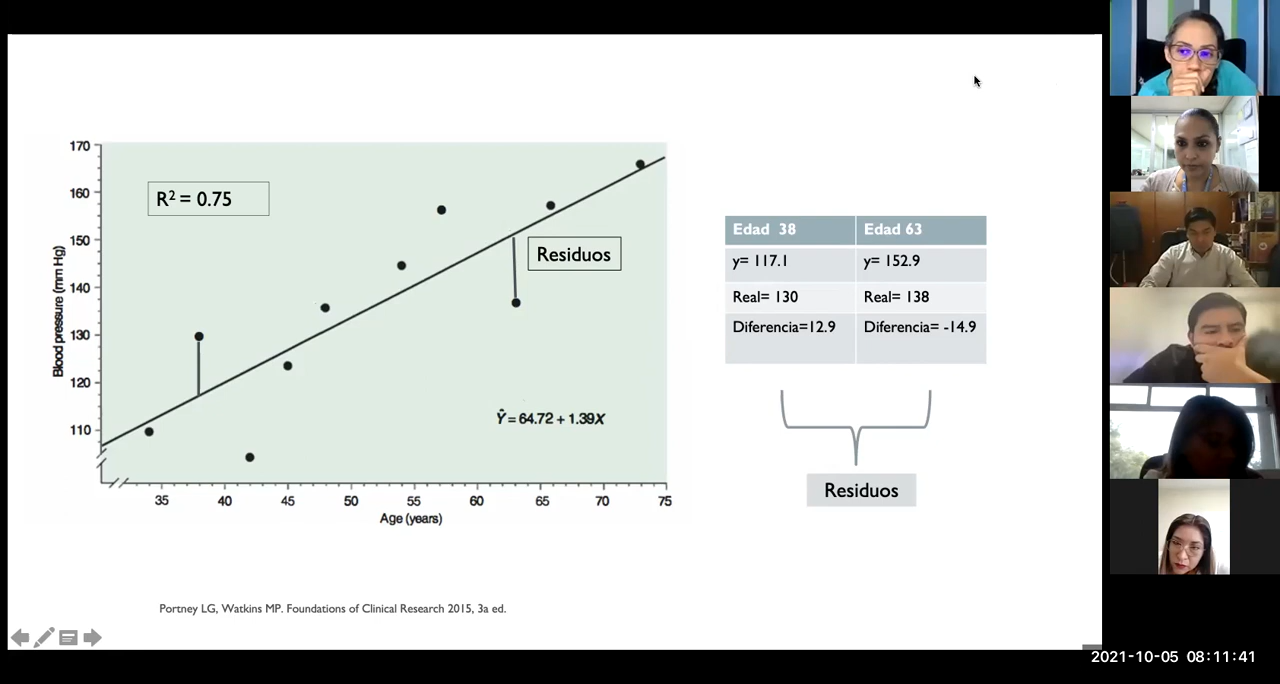 170
160
150
140
130
120
110
Blood pressure (mm Hg)
R² = 0.75
Residuos
Ŷ = 64.72 + 1.39X
35 40 45 50 55 60 65 70 75
Age (years)
Edad 38 Edad 63
y= 117.1 y= 152.9
Real= 130 Real= 138
Diferencia=12.9 Diferencia= -14.9
Residuos
Portney LG, Watkins MP. Foundations of Clinical Research 2015, 3a ed.
2021-10-05 08:11:41